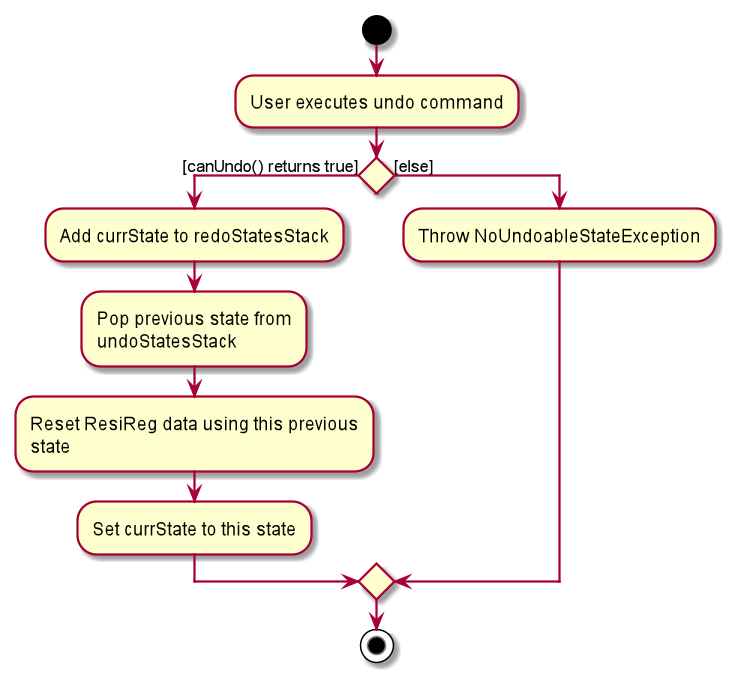 User executes undo command
[canUndo() returns true]
[else]
Add currState to redoStatesStack
Throw NoUndoableStateException
Pop previous state from
undoStatesStack
Reset ResiReg data using this previous
state
Set currState to this state